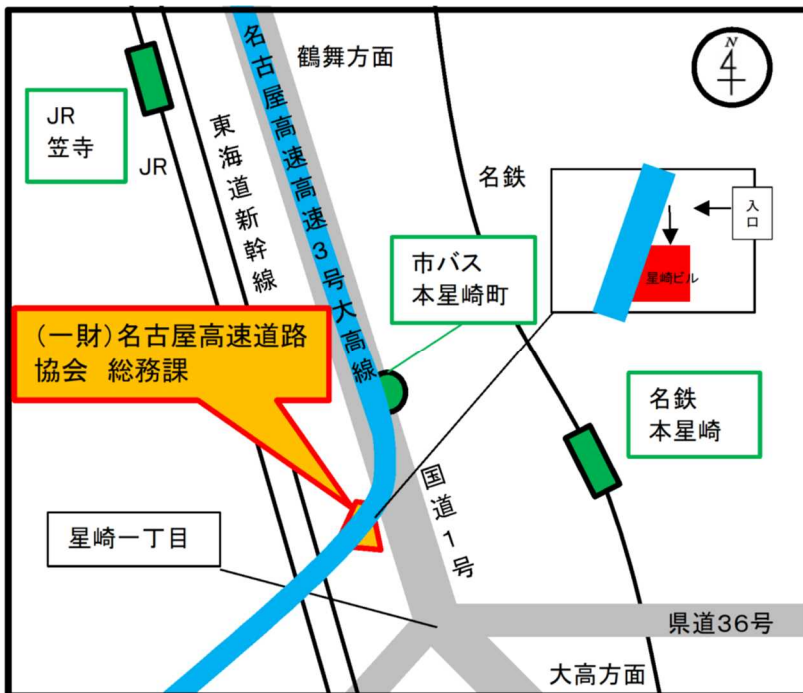 鶴舞方面
N
JR
笠寺
JR
東海道新幹線
名古屋高速高速3号大高線
名鉄
入口
星崎ビル
市バス
本星崎町
(一財)名古屋高速道路
協会 総務課
名鉄
本星崎
国道1号
星崎一丁目
県道36号
大高方面